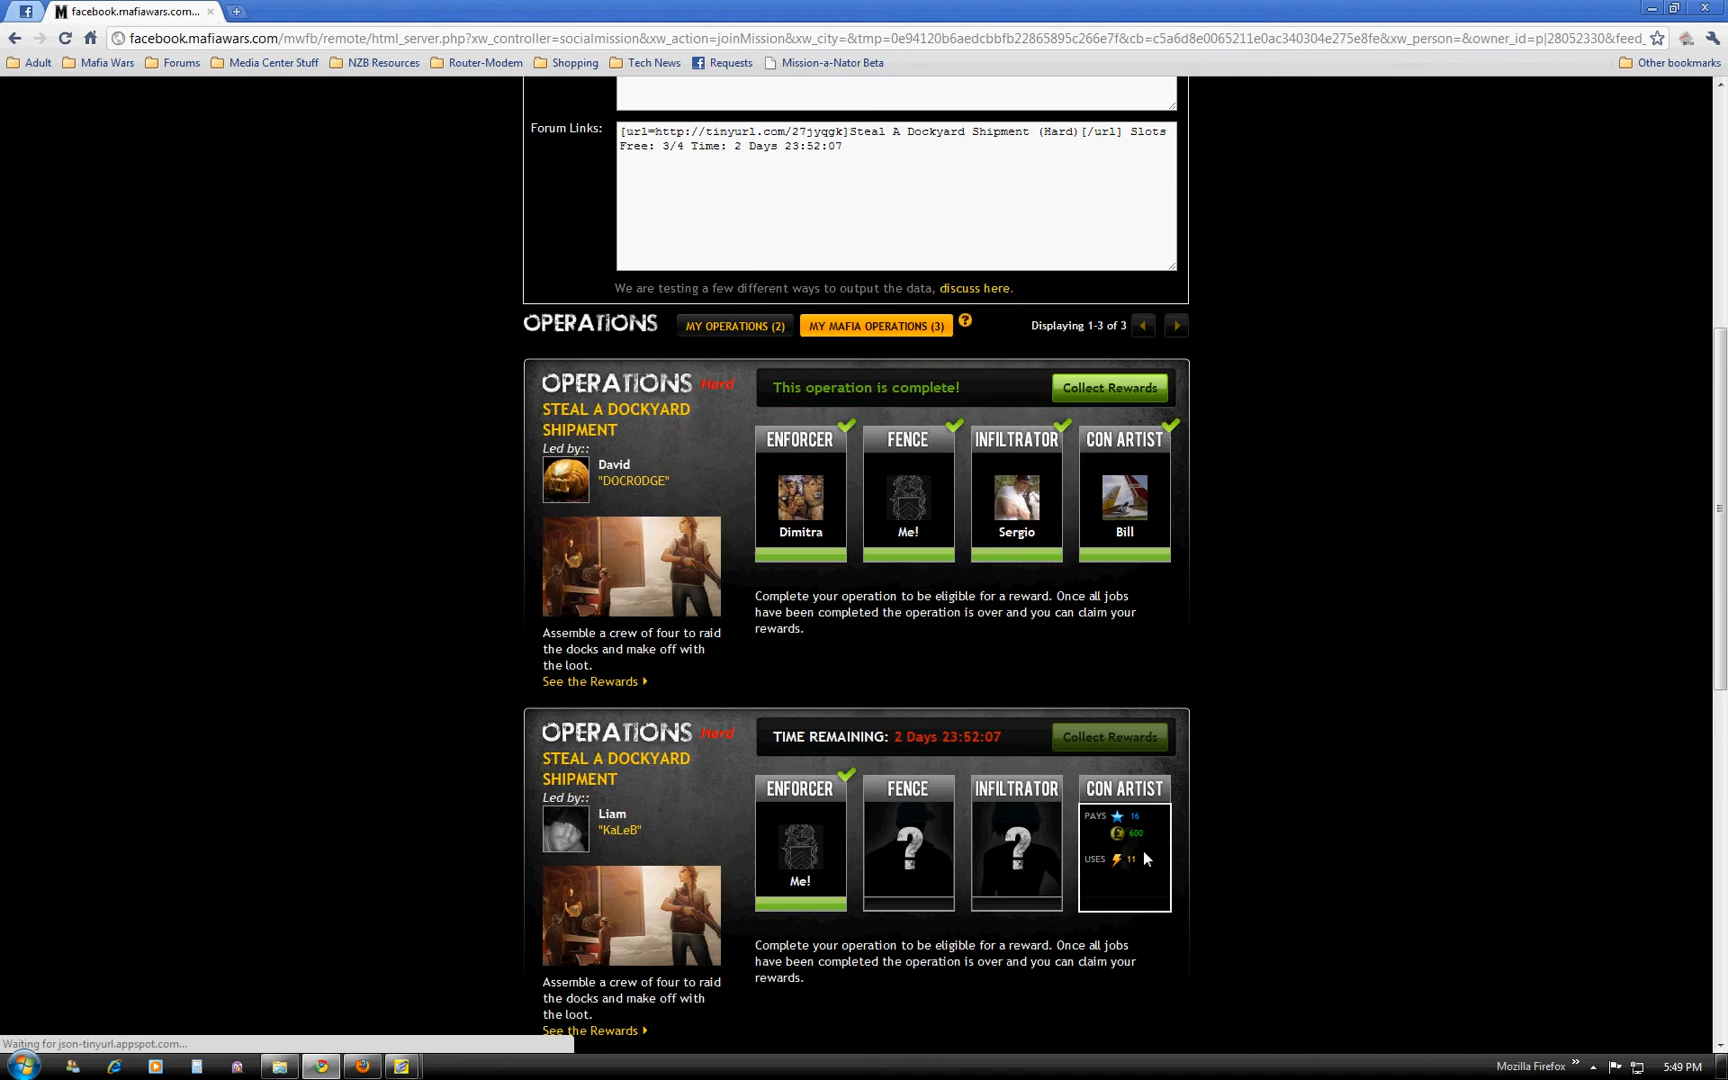 facebook.mafiawars.com...
facebook.mafiawars.com/mwfb/remote/html_server.php?xw_controller=socialmission&xw_action=joinMission&xw_city=&tmp=0e94120b6aedcbbfb22865895c266e7f&cb=c5a6d8e0065211e0ac340304e275e8fe&xw_person=&owner_id=p|28052330&feed_
Adult Mafia Wars Forums Media Center Stuff NZB Resources Router-Modem Shopping Tech News Requests Mission-a-Nator Beta Other bookmarks
Forum Links:
[url=http://tinyurl.com/27jyqgk]Steal A Dockyard Shipment (Hard)[/url] Slots
Free: 3/4 Time: 2 Days 23:52:07
We are testing a few different ways to output the data, discuss here.
OPERATIONS MY OPERATIONS (2) MY MAFIA OPERATIONS (3) ? Displaying 1-3 of 3
OPERATIONS Hard
This operation is complete! Collect Rewards
STEAL A DOCKYARD
SHIPMENT
Led by::
David
"DOCRODGE"
ENFORCER FENCE INFILTRATOR CON ARTIST
Dimitra Me! Sergio Bill
Complete your operation to be eligible for a reward. Once all jobs
have been completed the operation is over and you can claim your
rewards.
Assemble a crew of four to raid
the docks and make off with
the loot.
See the Rewards
OPERATIONS Hard
TIME REMAINING: 2 Days 23:52:07 Collect Rewards
STEAL A DOCKYARD
SHIPMENT
Led by::
Liam
"KaLeB"
ENFORCER FENCE INFILTRATOR CON ARTIST
PAYS 16
600
USES 11
? ?
Me!
Complete your operation to be eligible for a reward. Once all jobs
have been completed the operation is over and you can claim your
rewards.
Assemble a crew of four to raid
the docks and make off with
the loot.
See the Rewards
Waiting for json-tinyurl.appspot.com...
Mozilla Firefox
5:49 PM